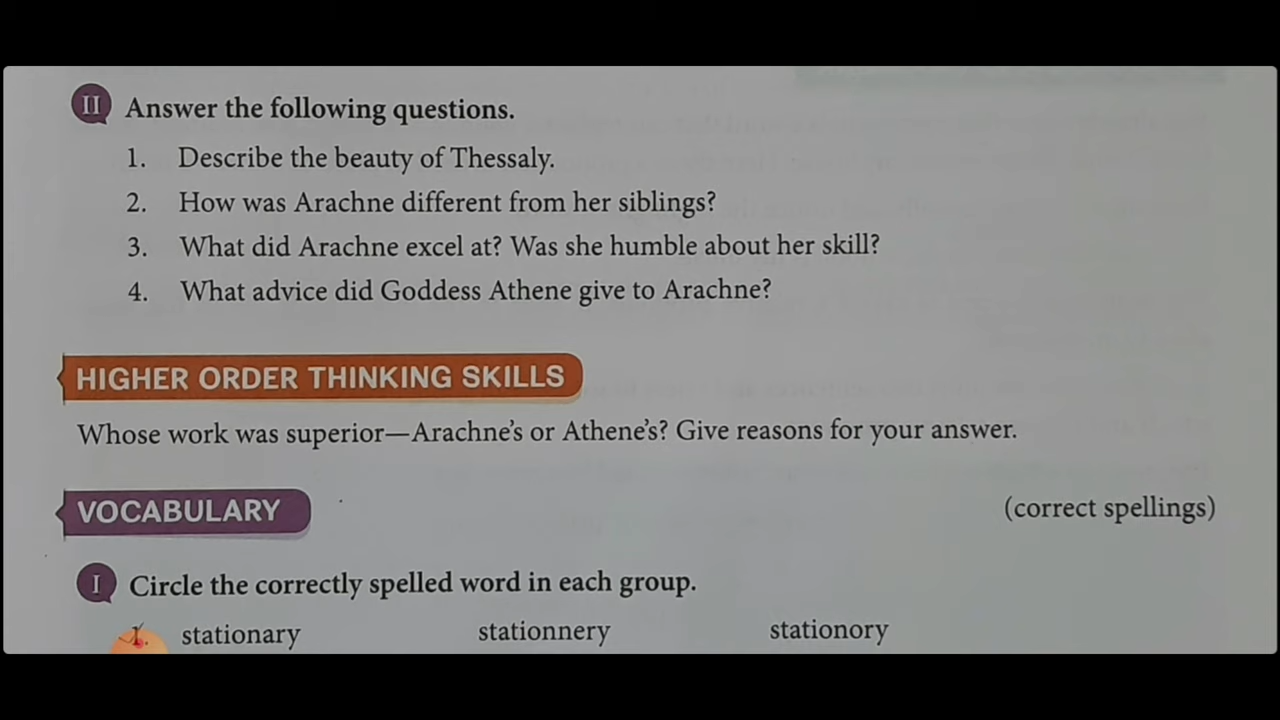 II Answer the following questions.
1. Describe the beauty of Thessaly.
2. How was Arachne different from her siblings?
3. What did Arachne excel at? Was she humble about her skill?
4. What advice did Goddess Athene give to Arachne?
HIGHER ORDER THINKING SKILLS
Whose work was superior—Arachne's or Athene's? Give reasons for your answer.
VOCABULARY (correct spellings)
I Circle the correctly spelled word in each group.
1. stationary stationnery stationory